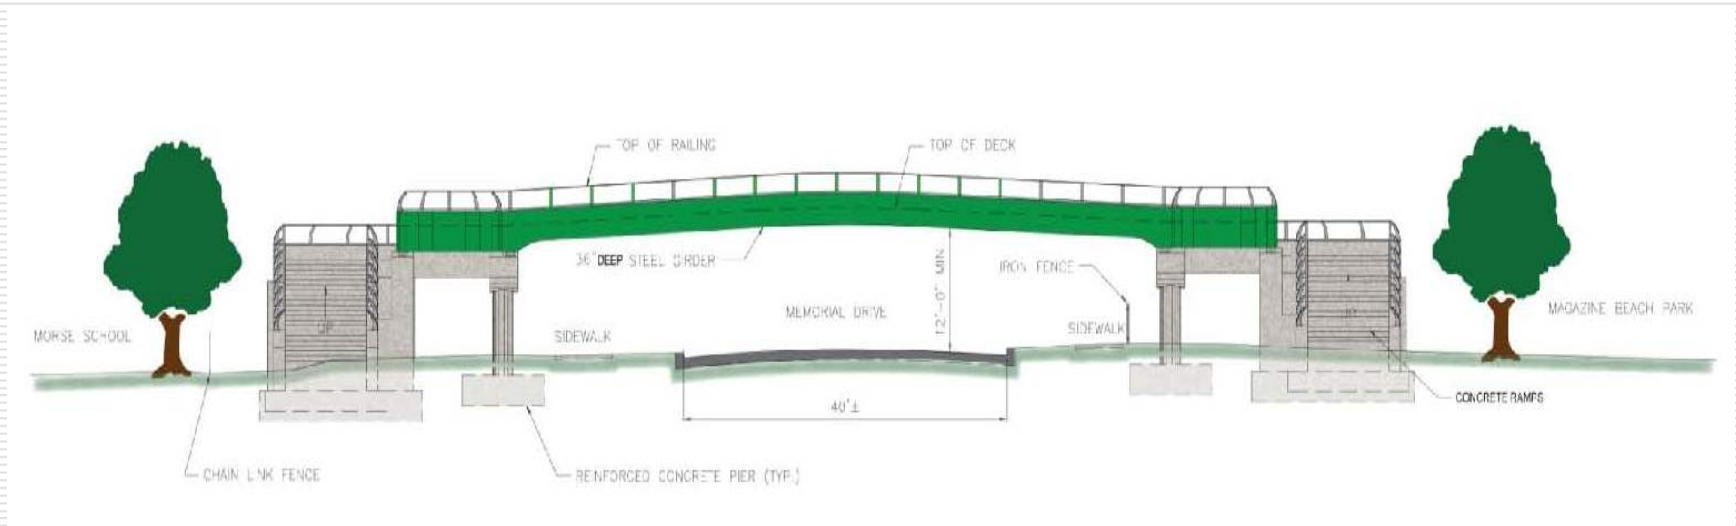 TOP OF RAILING
TOP OF DECK
36" DEEP STEEL GIRDER
IRON FENCE
12'-0" MIN
MEMORIAL DRIVE
MAGAZINE BEACH PARK
UP
MORSE SCHOOL
SIDEWALK
SIDEWALK
CONCRETE RAMPS
40'±
CHAIN LINK FENCE
REINFORCED CONCRETE PIER (TYP.)